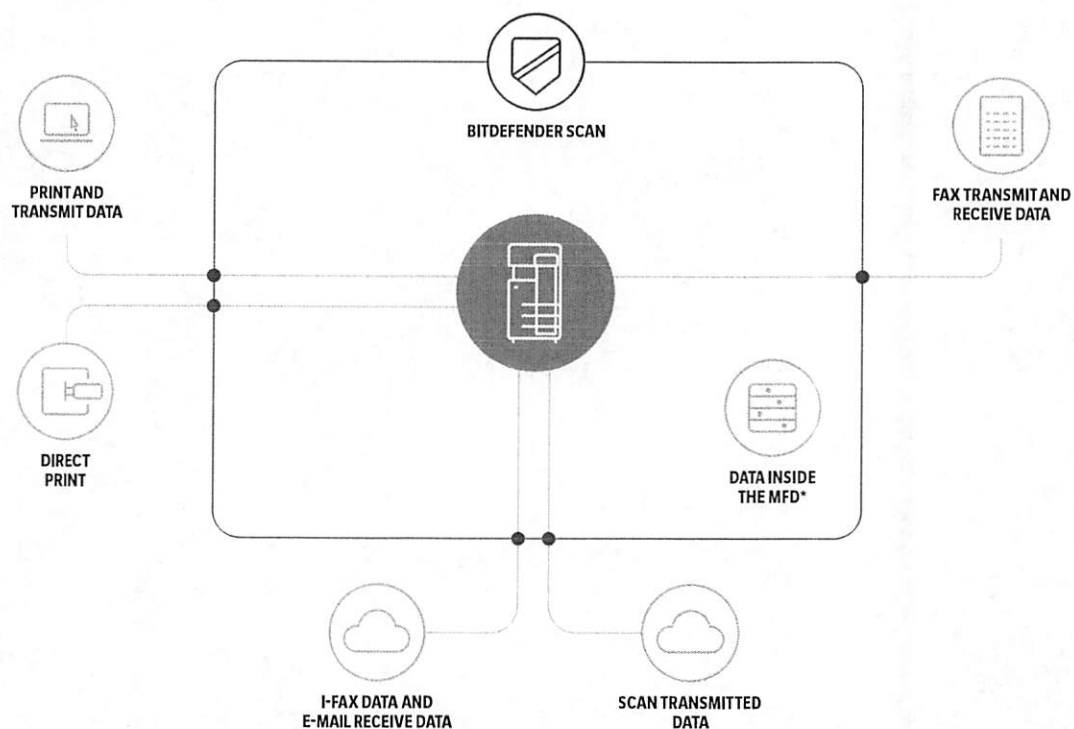 BITDEFENDER SCAN
PRINT AND
TRANSMIT DATA
FAX TRANSMIT AND
RECEIVE DATA
DIRECT
PRINT
DATA INSIDE
THE MFD*
I-FAX DATA AND
E-MAIL RECEIVE DATA
SCAN TRANSMITTED
DATA